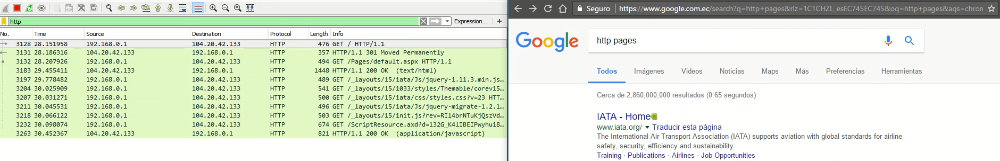 http
Expression...
+
No. Time Source Destination Protocol Length Info
3128 28.151958 192.168.0.1 104.20.42.133 HTTP 476 GET / HTTP/1.1
3131 28.186316 104.20.42.133 192.168.0.1 HTTP 357 HTTP/1.1 301 Moved Permanently
3132 28.207926 192.168.0.1 104.20.42.133 HTTP 494 GET /Pages/default.aspx HTTP/1.1
3183 29.455411 104.20.42.133 192.168.0.1 HTTP 1448 HTTP/1.1 200 OK (text/html)
3197 29.778482 192.168.0.1 104.20.42.133 HTTP 489 GET /_layouts/15/iata/Js/jquery-1.11.3.min.js...
3204 30.025909 192.168.0.1 104.20.42.133 HTTP 541 GET /_layouts/15/1033/styles/Themable/corev15...
3207 30.031271 192.168.0.1 104.20.42.133 HTTP 500 GET /_layouts/15/iata/css/styles.css?v=23 HTT...
3211 30.045531 192.168.0.1 104.20.42.133 HTTP 496 GET /_layouts/15/iata/Js/jquery-migrate-1.2.1...
3218 30.066122 192.168.0.1 104.20.42.133 HTTP 503 GET /_layouts/15/init.js?rev=RIl4brNTuKjQszVd...
3232 30.098074 192.168.0.1 104.20.42.133 HTTP 674 GET /ScriptResource.axd?d=132G_K4lIBEIPwyhui8...
3263 30.452367 104.20.42.133 192.168.0.1 HTTP 821 HTTP/1.1 200 OK (application/javascript)
Seguro https://www.google.com.ec/search?q=http+pages&rlz=1C1CHZL_esEC745EC745&oq=http+pages&aqs=chrom
Google
http pages
Todos Imágenes Videos Noticias Maps Más Preferencias Herramientas
Cerca de 2,860,000,000 resultados (0.65 segundos)
IATA - Home
www.iata.org/ Traducir esta página
The International Air Transport Association (IATA) supports aviation with global standards for airline
safety, security, efficiency and sustainability.
Training · Publications · Airlines · Job Opportunities